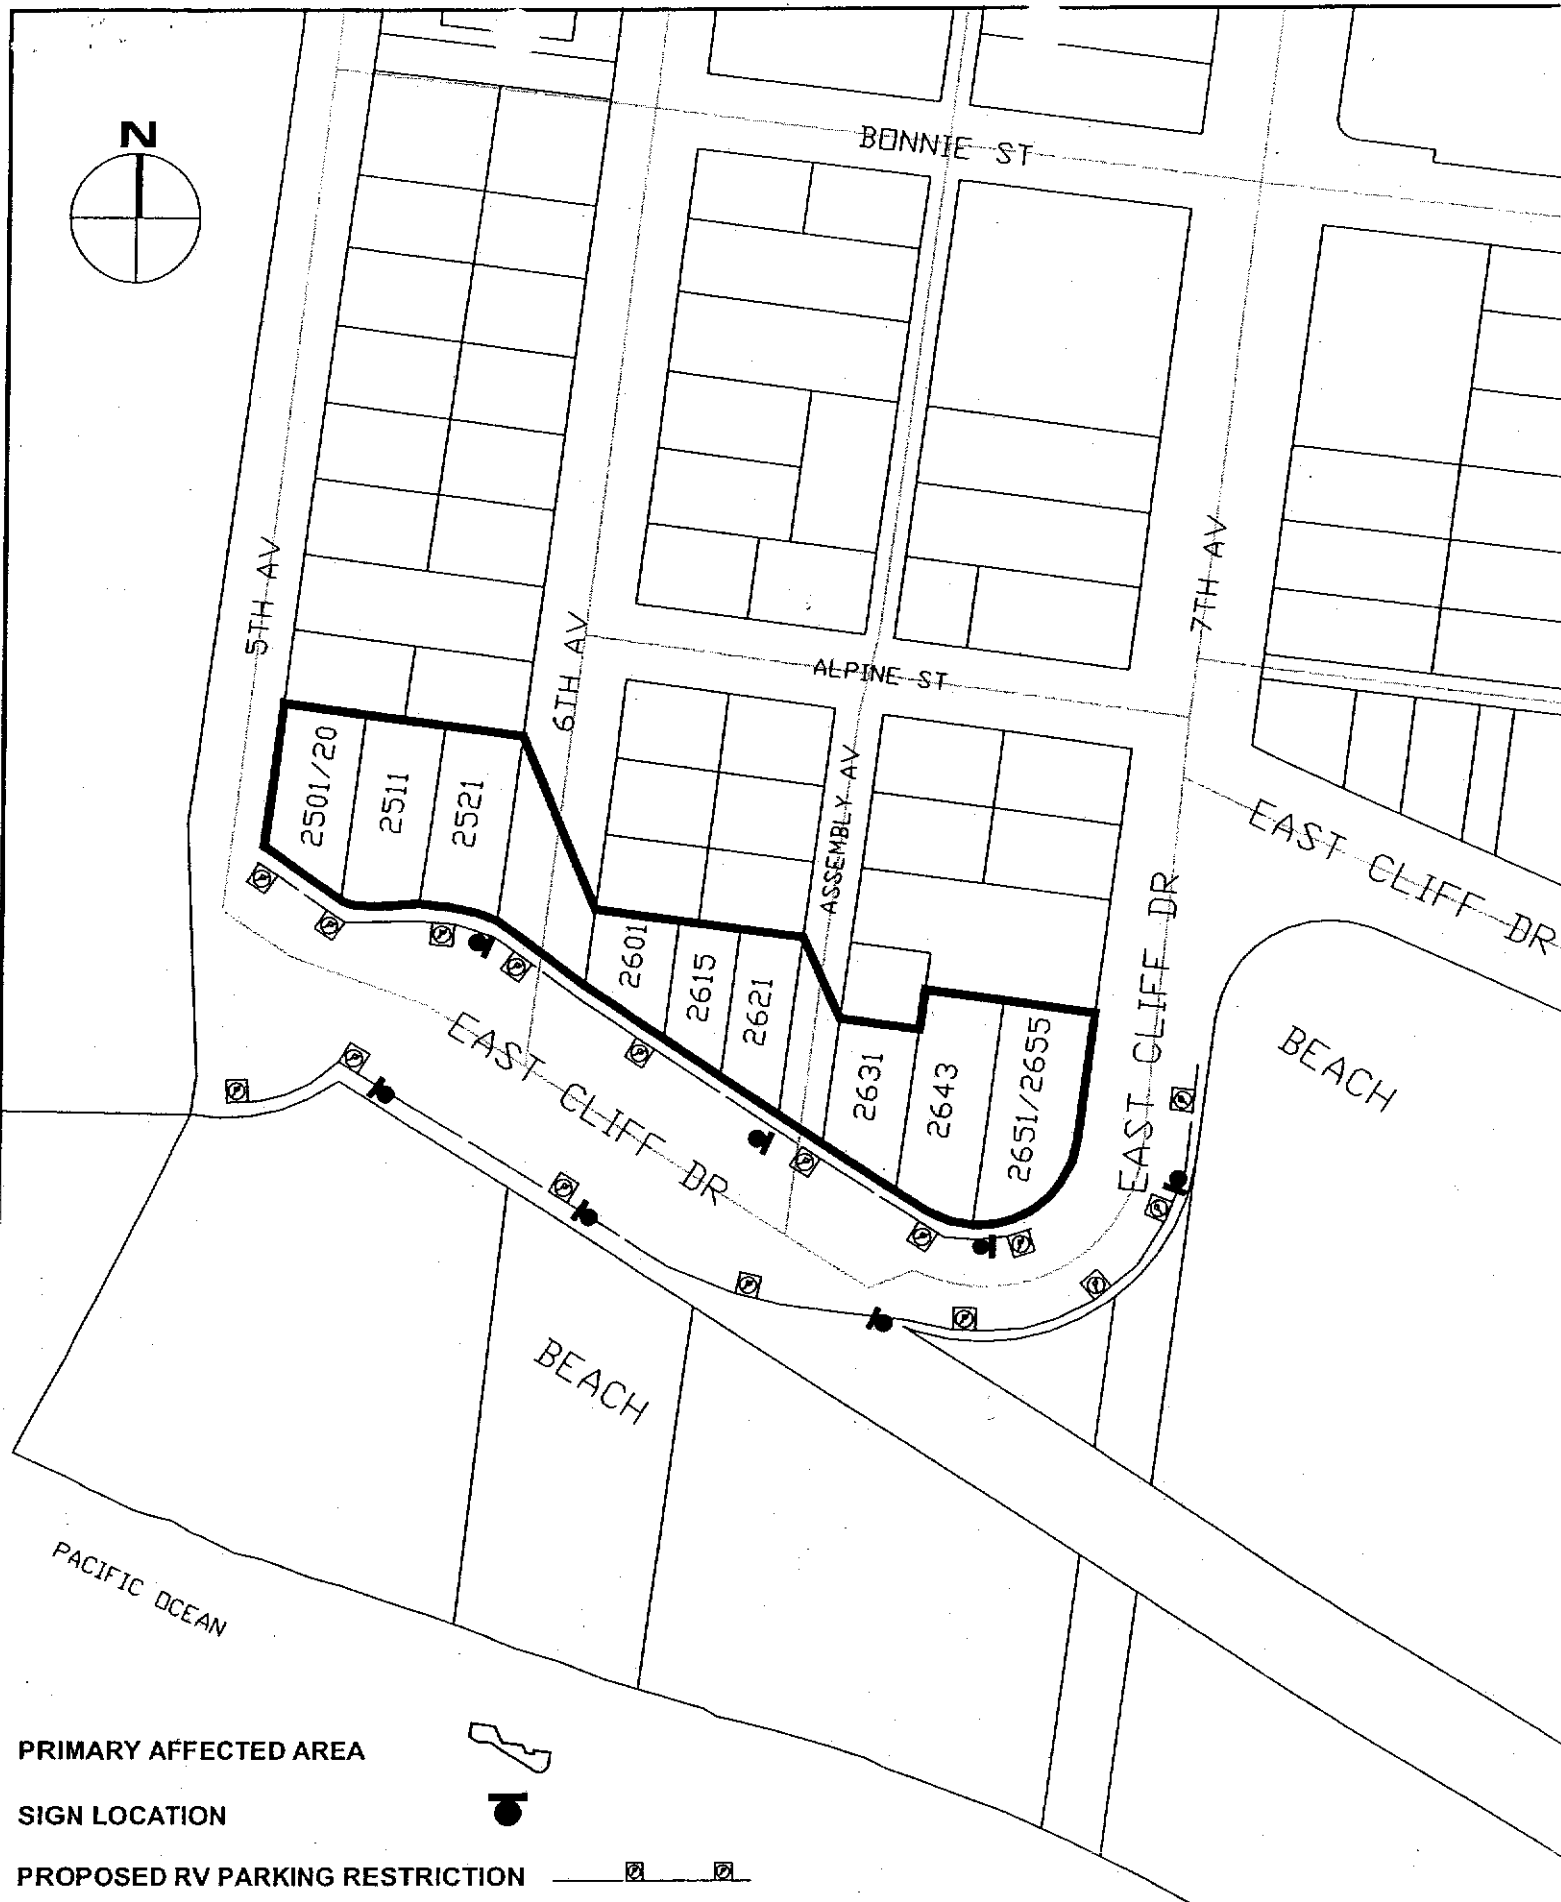 N
BONNIE ST
5TH AV
6TH AV
7TH AV
ALPINE ST
ASSEMBLY AV
EAST CLIFF DR
2501/20
2511
2521
2601
2615
2621
2631
2643
2651/2655
EAST CLIFF DR
EAST CLIFF DR
BEACH
BEACH
PACIFIC OCEAN
PRIMARY AFFECTED AREA
SIGN LOCATION
PROPOSED RV PARKING RESTRICTION